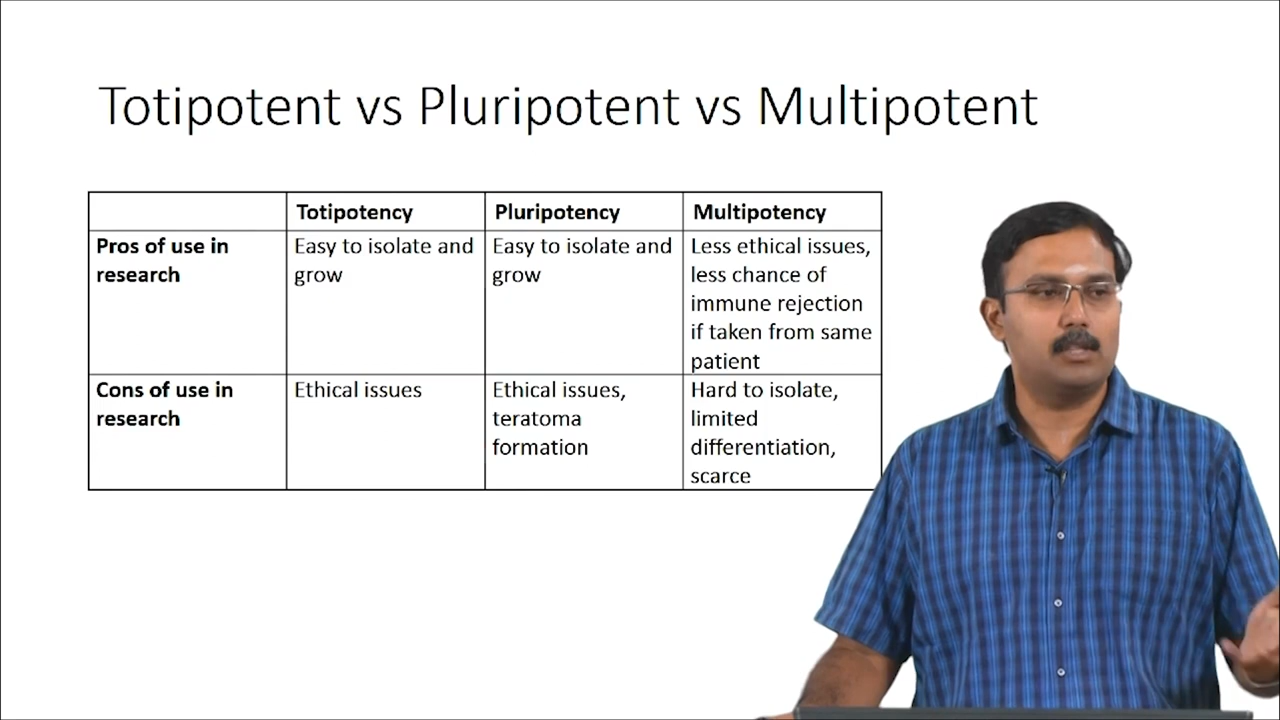 Totipotent vs Pluripotent vs Multipotent
Totipotency Pluripotency Multipotency
Pros of use in research
Easy to isolate and grow
Easy to isolate and grow
Less ethical issues,
less chance of
immune rejection
if taken from same
patient
Cons of use in research
Ethical issues
Ethical issues,
teratoma
formation
Hard to isolate,
limited
differentiation,
scarce